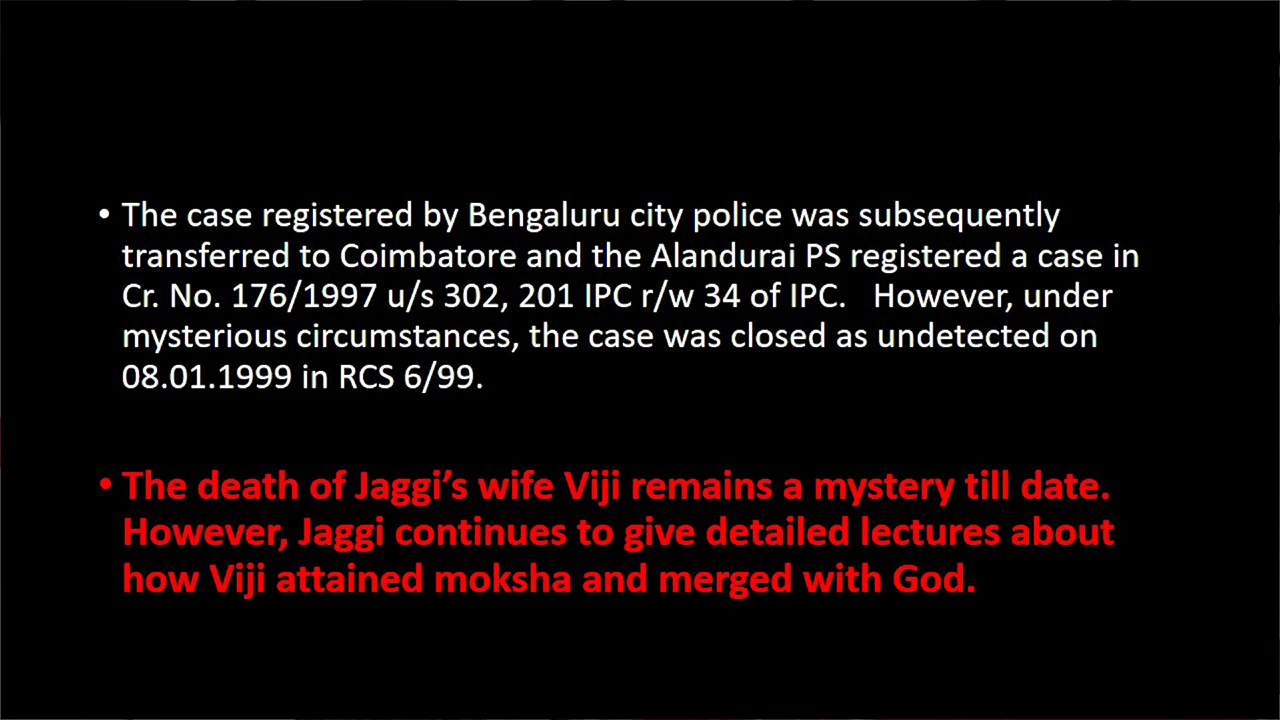 • The case registered by Bengaluru city police was subsequently
transferred to Coimbatore and the Alandurai PS registered a case in
Cr. No. 176/1997 u/s 302, 201 IPC r/w 34 of IPC.   However, under
mysterious circumstances, the case was closed as undetected on
08.01.1999 in RCS 6/99.
• The death of Jaggi’s wife Viji remains a mystery till date.
However, Jaggi continues to give detailed lectures about
how Viji attained moksha and merged with God.